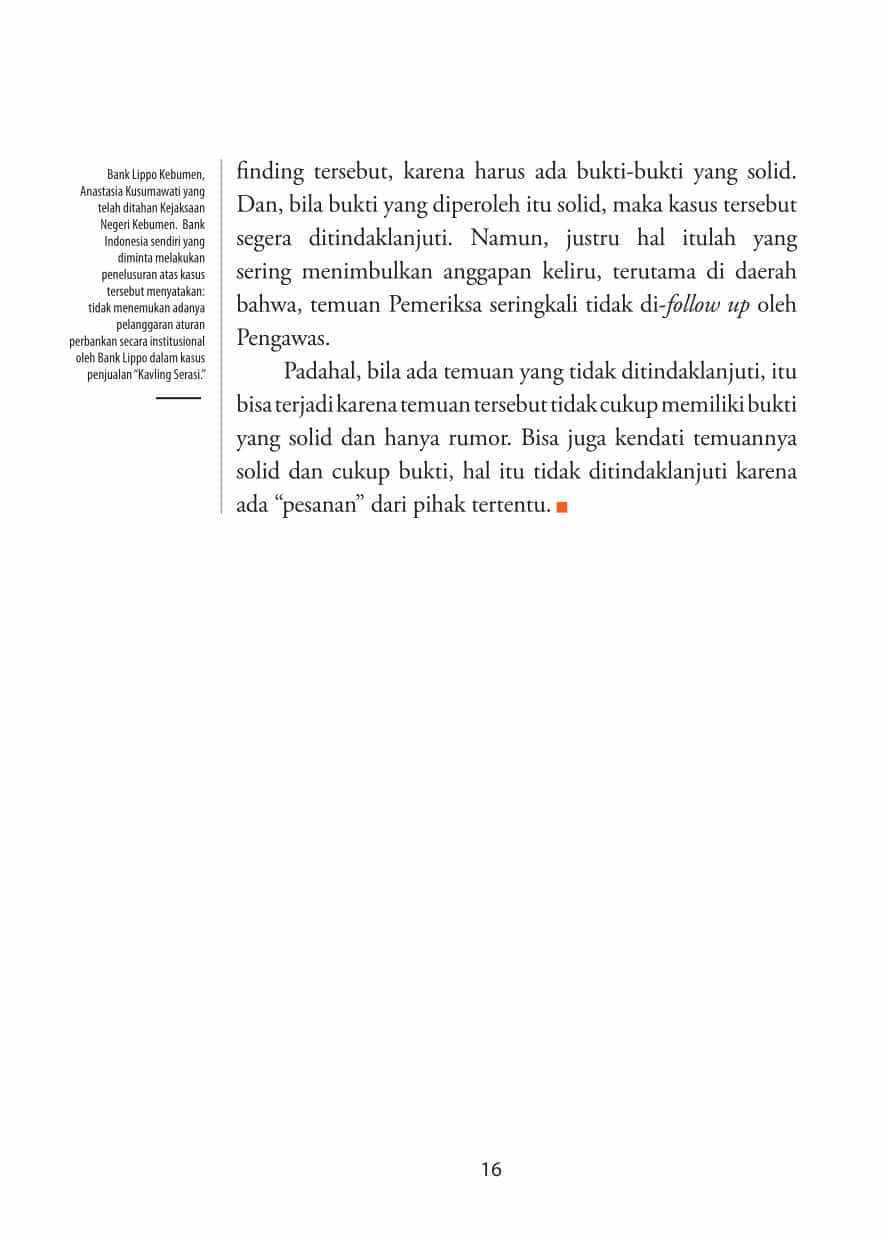 Bank Lippo Kebumen,
Anastasia Kusumawati yang
telah ditahan Kejaksaan
Negeri Kebumen. Bank
Indonesia sendiri yang
diminta melakukan
penelusuran atas kasus
tersebut menyatakan:
tidak menemukan adanya
pelanggaran aturan
perbankan secara institusional
oleh Bank Lippo dalam kasus
penjualan “Kavling Serasi.”
finding tersebut, karena harus ada bukti-bukti yang solid.
Dan, bila bukti yang diperoleh itu solid, maka kasus tersebut
segera ditindaklanjuti. Namun, justru hal itulah yang
sering menimbulkan anggapan keliru, terutama di daerah
bahwa, temuan Pemeriksa seringkali tidak di-follow up oleh
Pengawas.
Padahal, bila ada temuan yang tidak ditindaklanjuti, itu
bisa terjadi karena temuan tersebut tidak cukup memiliki bukti
yang solid dan hanya rumor. Bisa juga kendati temuannya
solid dan cukup bukti, hal itu tidak ditindaklanjuti karena
ada “pesanan” dari pihak tertentu.
16